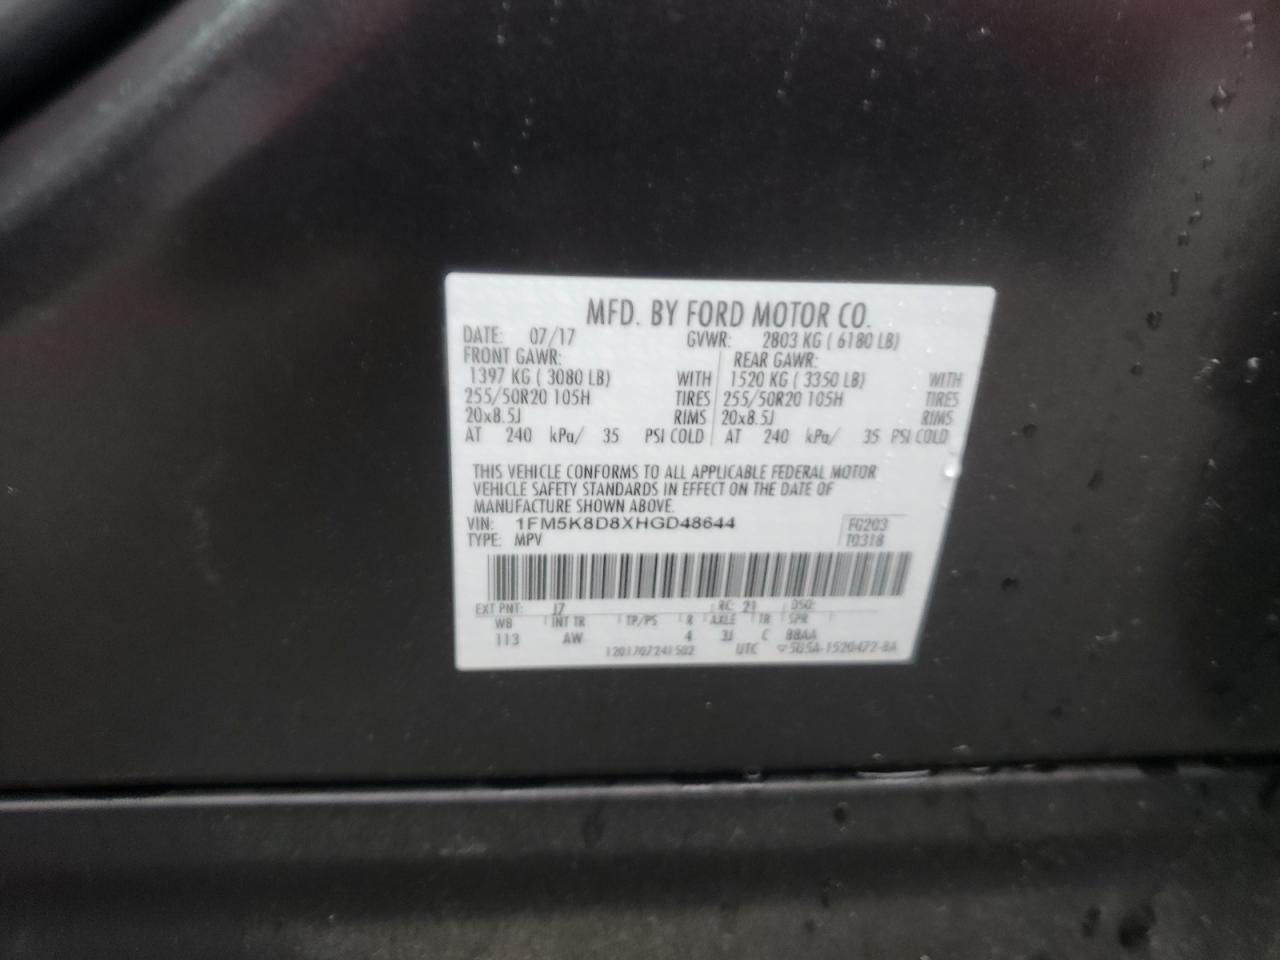 MFD. BY FORD MOTOR CO.
DATE: 07/17 GVWR: 2803 KG ( 6180 LB)
FRONT GAWR: REAR GAWR:
1397 KG ( 3080 LB) WITH 1520 KG ( 3350 LB) WITH
255/50R20 105H TIRES 255/50R20 105H TIRES
20x8.5J RIMS 20x8.5J RIMS
AT 240 kPa/ 35 PSI COLD AT 240 kPa/ 35 PSI COLD
THIS VEHICLE CONFORMS TO ALL APPLICABLE FEDERAL MOTOR
VEHICLE SAFETY STANDARDS IN EFFECT ON THE DATE OF
MANUFACTURE SHOWN ABOVE.
VIN: 1FM5K8D8XHGD48644 FG203
TYPE: MPV T0318
EXT PNT: J7 RC: 21 DSO:
WB INT TR TP/PS R AXLE TR SPR
113 AW 4 3J C BBAA
1201707241502 UTC ▽5U5A-1520472-BA